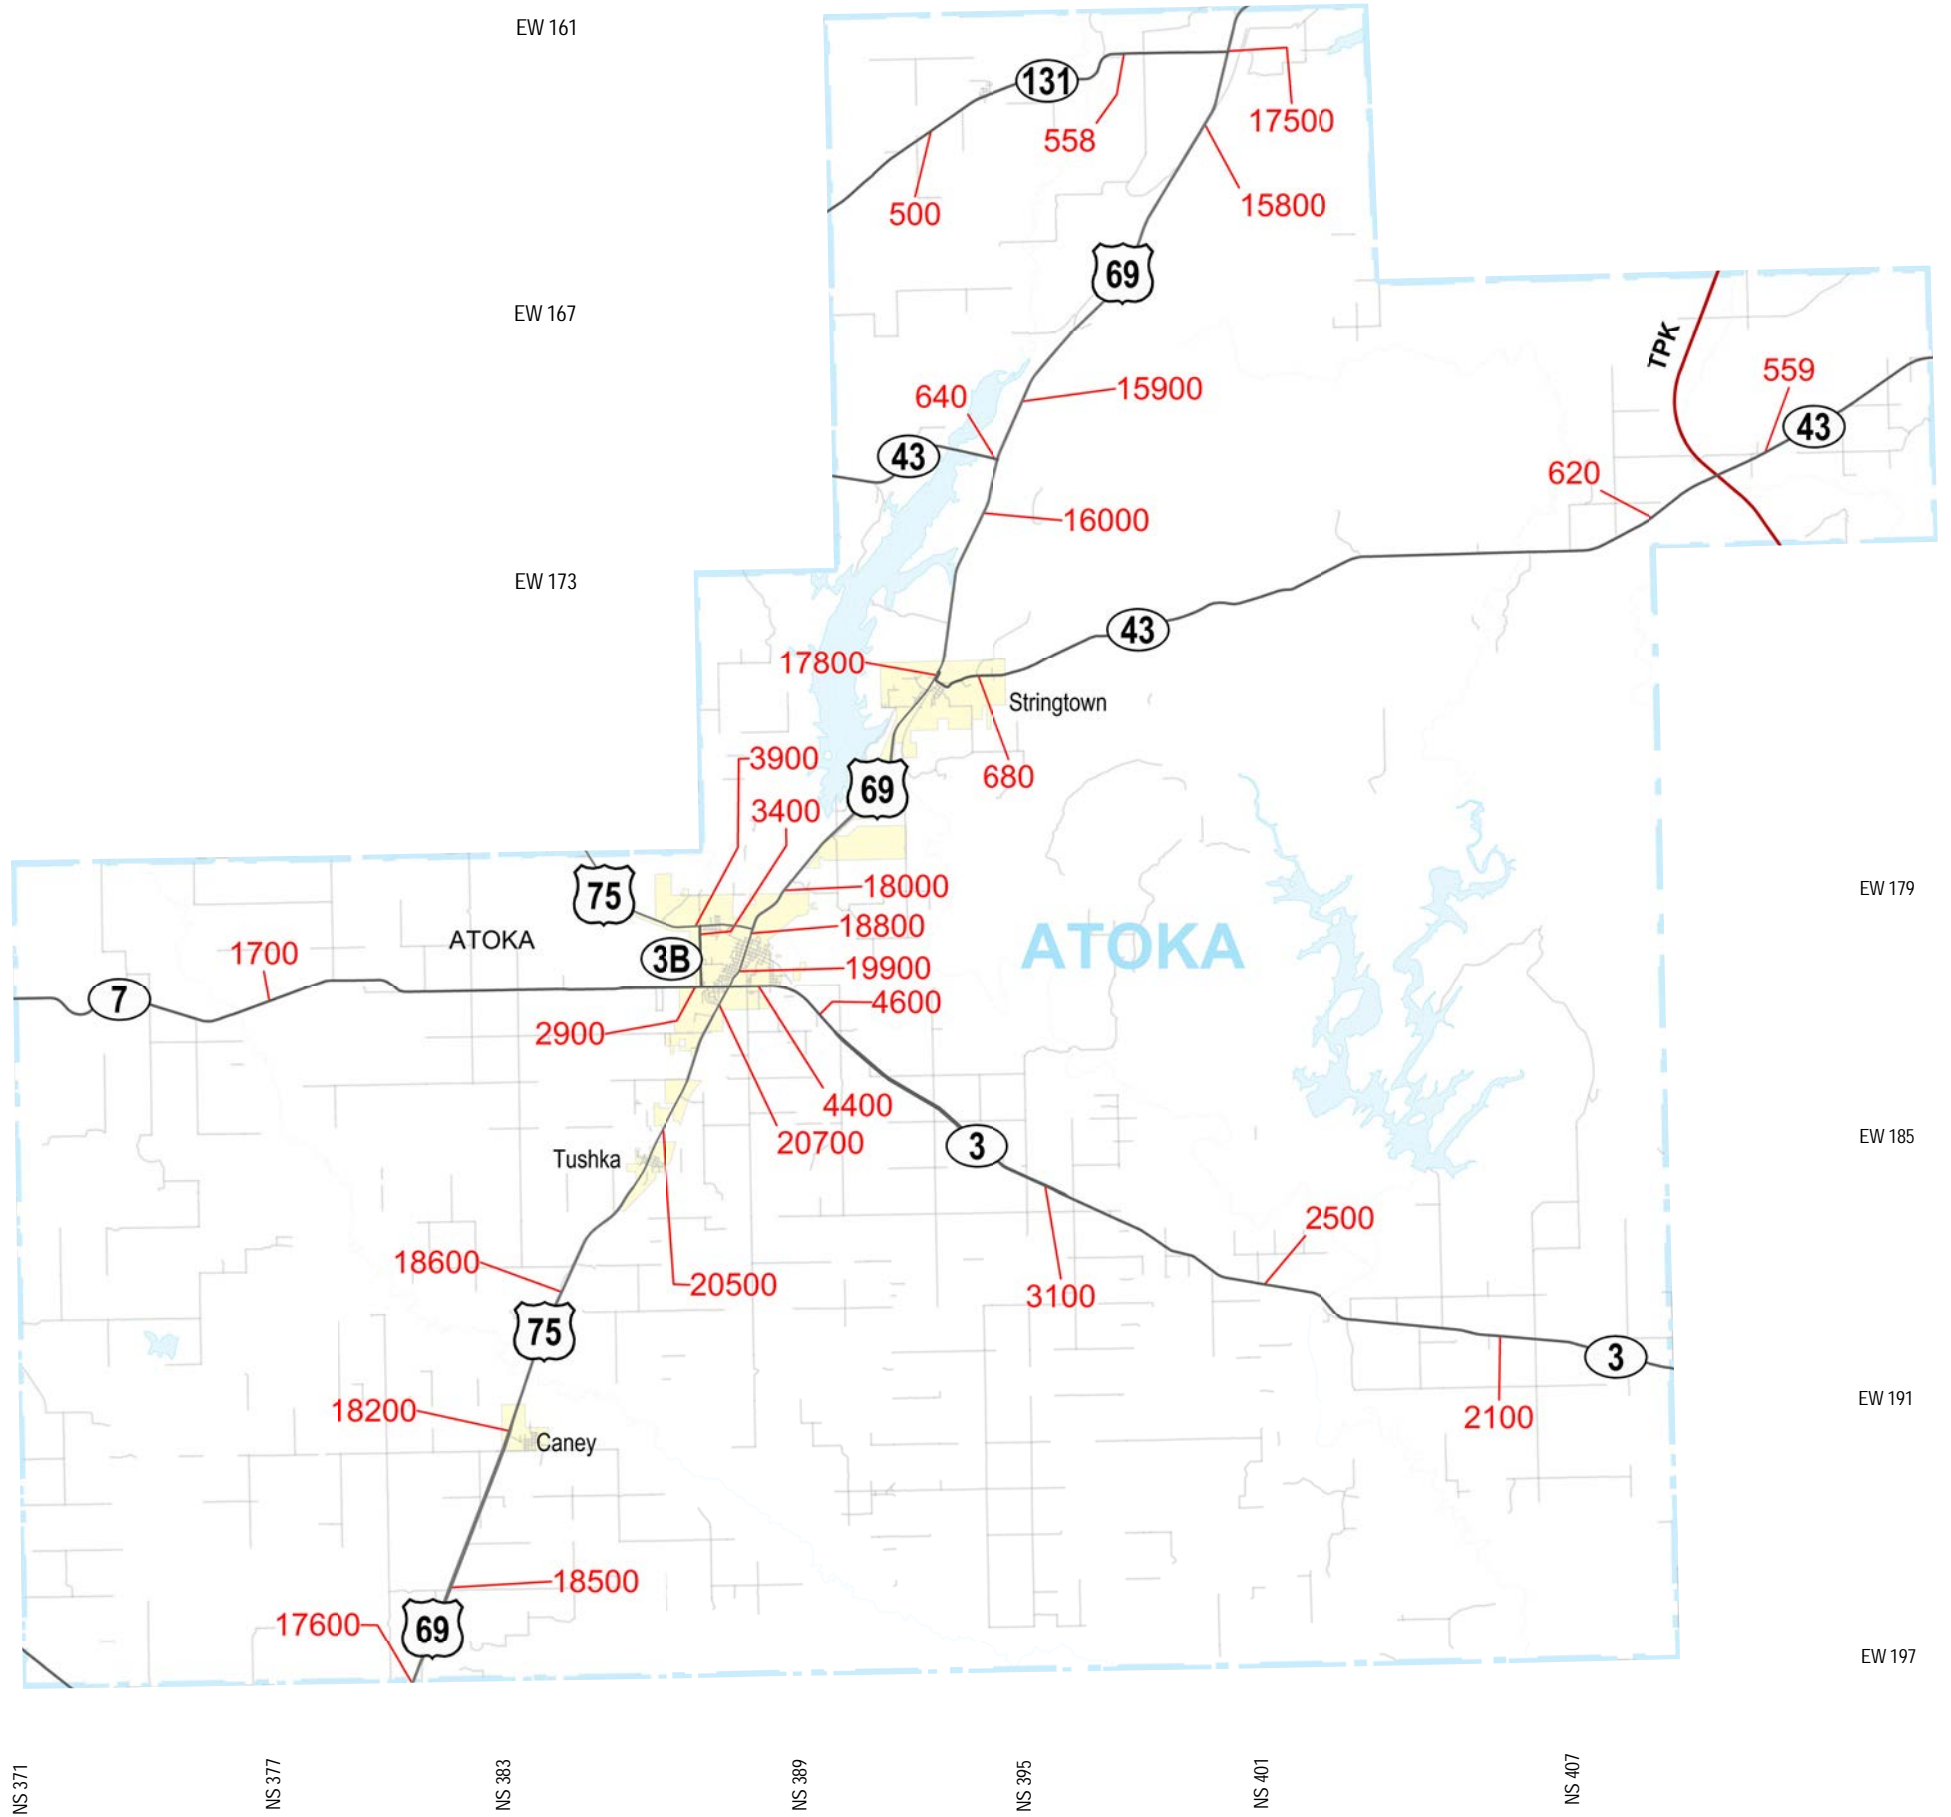 EW 161
131
17500
558
15800
500
69
EW 167
TPK
559
15900
640
43
43
620
16000
EW 173
43
17800
Stringtown
3900
680
69
3400
75
18000
EW 179
18800
ATOKA
ATOKA
1700
3B
19900
7
4600
2900
4400
EW 185
20700
3
Tushka
2500
18600
20500
3100
75
3
EW 191
18200
2100
Caney
18500
17600
69
EW 197
NS 371
NS 377
NS 383
NS 389
NS 395
NS 401
NS 407